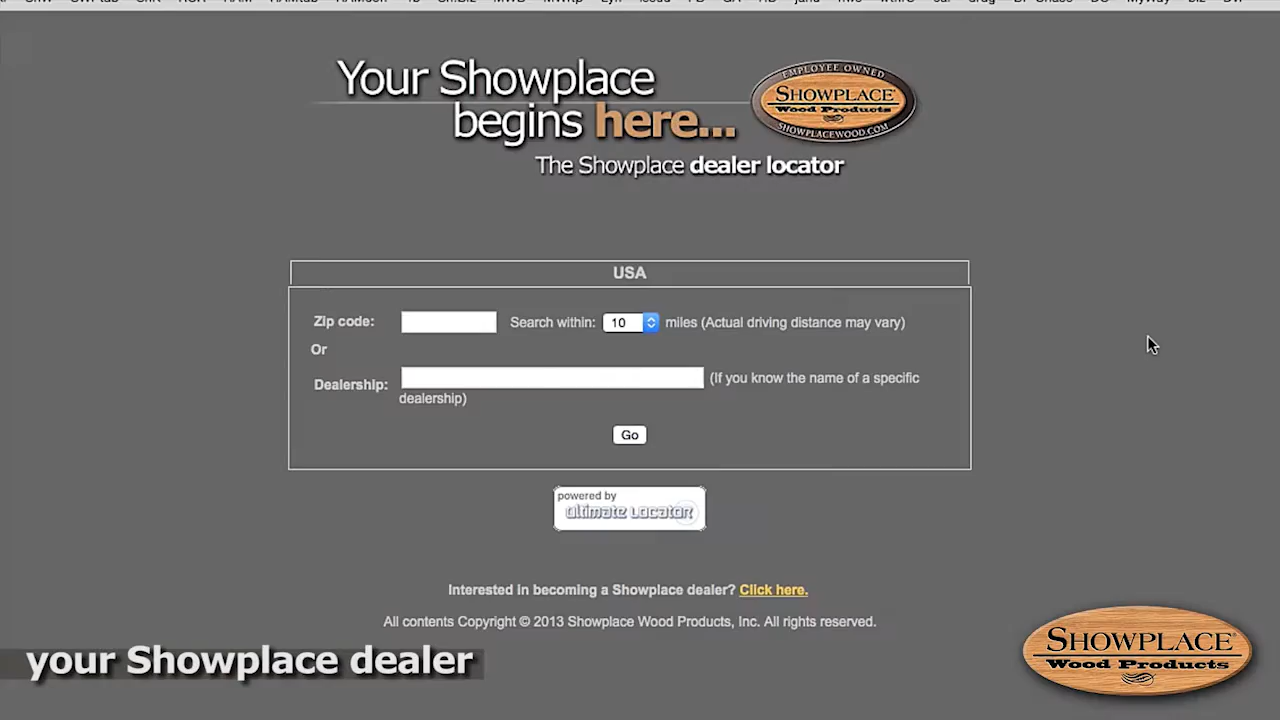 Your Showplace
begins here...
EMPLOYEE OWNED
SHOWPLACE
Wood Products
SHOWPLACEWOOD.COM
The Showplace dealer locator
USA
Zip code: Search within: 10 miles (Actual driving distance may vary)
Or
Dealership: (If you know the name of a specific
dealership)
Go
powered by
Ultimate Locator
Interested in becoming a Showplace dealer? Click here.
All contents Copyright © 2013 Showplace Wood Products, Inc. All rights reserved.
your Showplace dealer
SHOWPLACE®
Wood Products